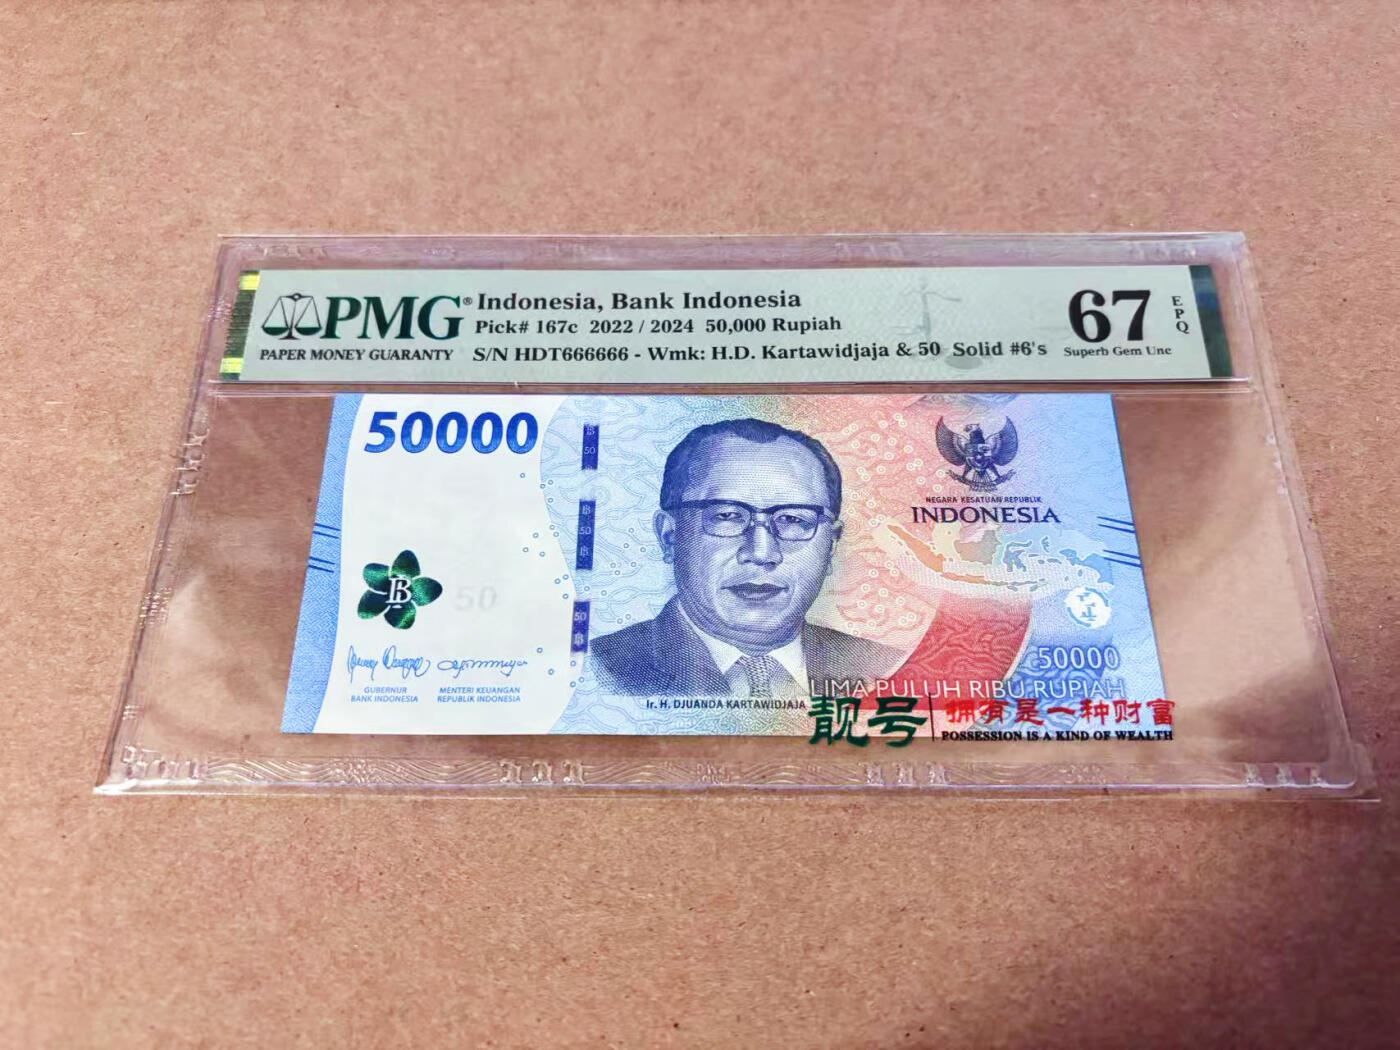 PMG®
PAPER MONEY GUARANTY
Indonesia, Bank Indonesia
Pick# 167c 2022 / 2024 50,000 Rupiah
S/N HDT666666 - Wmk: H.D. Kartawidjaja & 50 Solid #6's
67
EPQ
Superb Gem Unc
50000
50
50
50
NEGARA KESATUAN REPUBLIK
INDONESIA
B
50
GUBERNUR
BANK INDONESIA
MENTERI KEUANGAN
REPUBLIK INDONESIA
Ir. H. DJUANDA KARTAWIDJAJA
50000
LIMA PULUH RIBU RUPIAH
靓号
拥有是一种财富
POSSESSION IS A KIND OF WEALTH